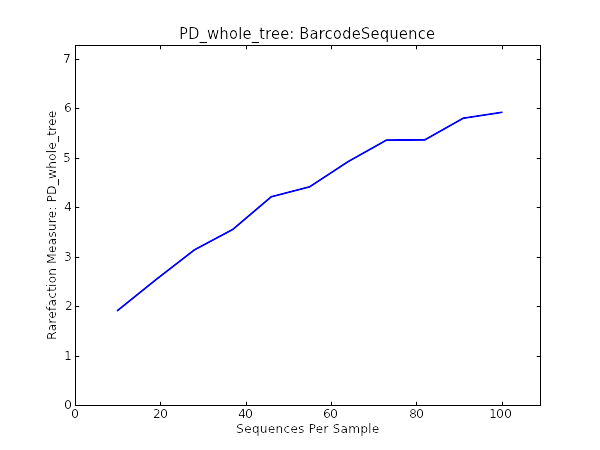 PD_whole_tree: BarcodeSequence
7
6
5
4
3
2
1
0
Rarefaction Measure: PD_whole_tree
0 20 40 60 80 100
Sequences Per Sample